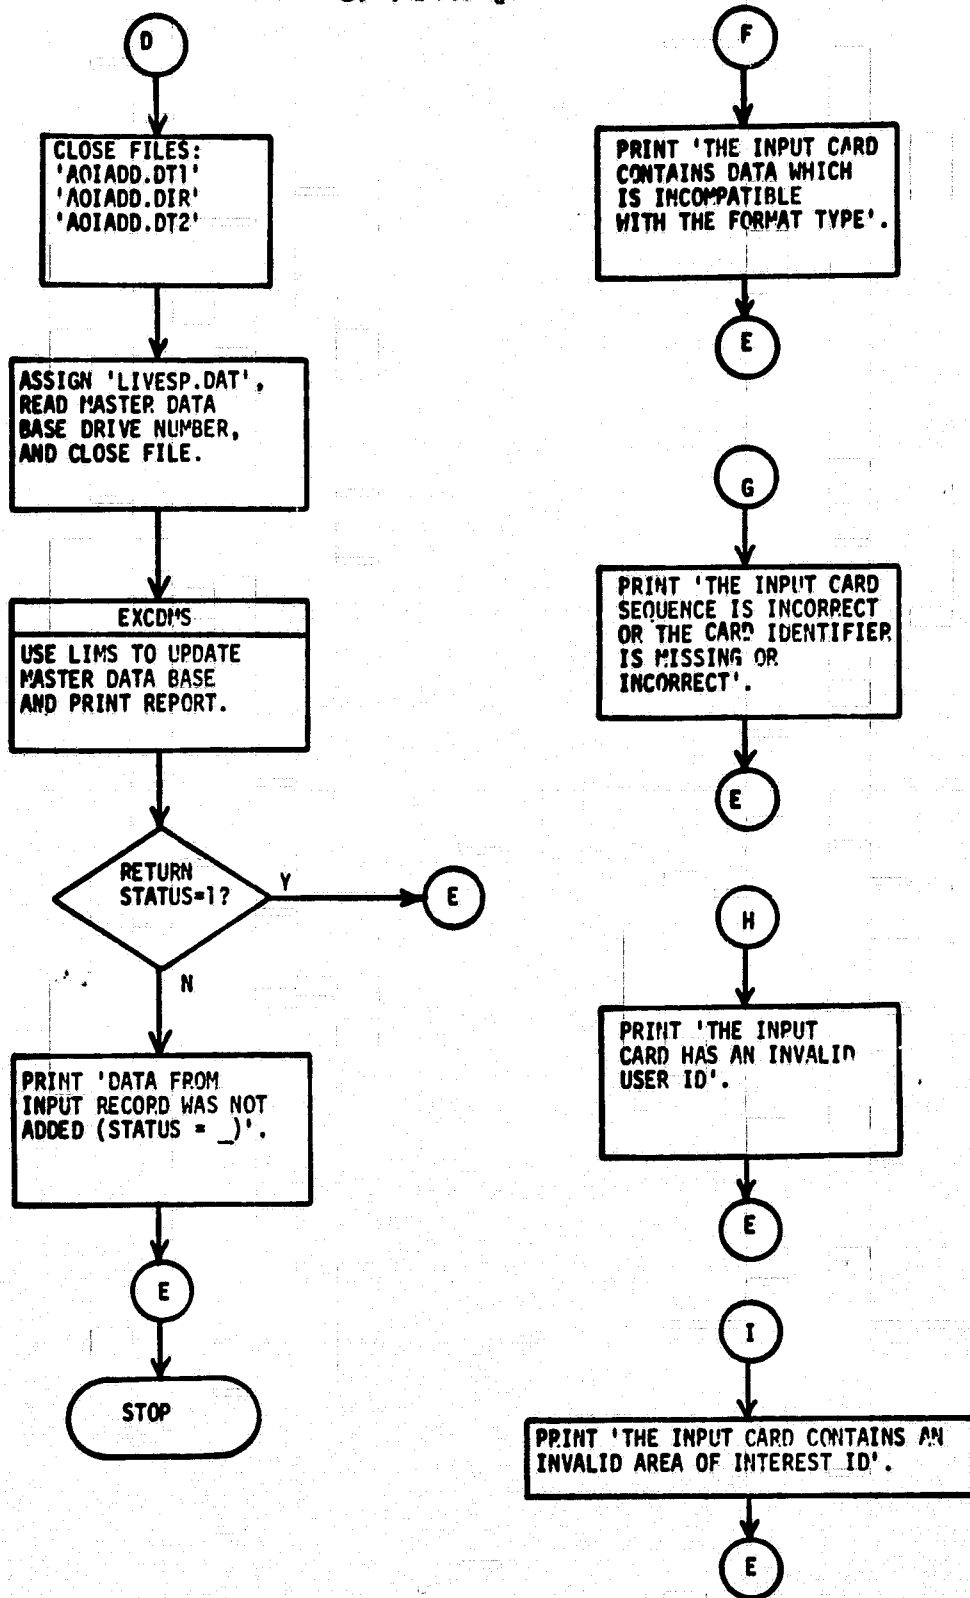 D
CLOSE FILES:
'AOIADD.DT1'
'AOIADD.DIR'
'AOIADD.DT2'
ASSIGN 'LIVESP.DAT',
READ MASTER DATA
BASE DRIVE NUMBER,
AND CLOSE FILE.
EXCDMS
USE LIMS TO UPDATE
MASTER DATA BASE
AND PRINT REPORT.
RETURN
STATUS=1?
Y
E
N
PRINT 'DATA FROM
INPUT RECORD WAS NOT
ADDED (STATUS = _)'.
E
STOP
F
PRINT 'THE INPUT CARD
CONTAINS DATA WHICH
IS INCOMPATIBLE
WITH THE FORMAT TYPE'.
E
G
PRINT 'THE INPUT CARD
SEQUENCE IS INCORRECT
OR THE CARD IDENTIFIER
IS MISSING OR
INCORRECT'.
E
H
PRINT 'THE INPUT
CARD HAS AN INVALID
USER ID'.
E
I
PRINT 'THE INPUT CARD CONTAINS AN
INVALID AREA OF INTEREST ID'.
E